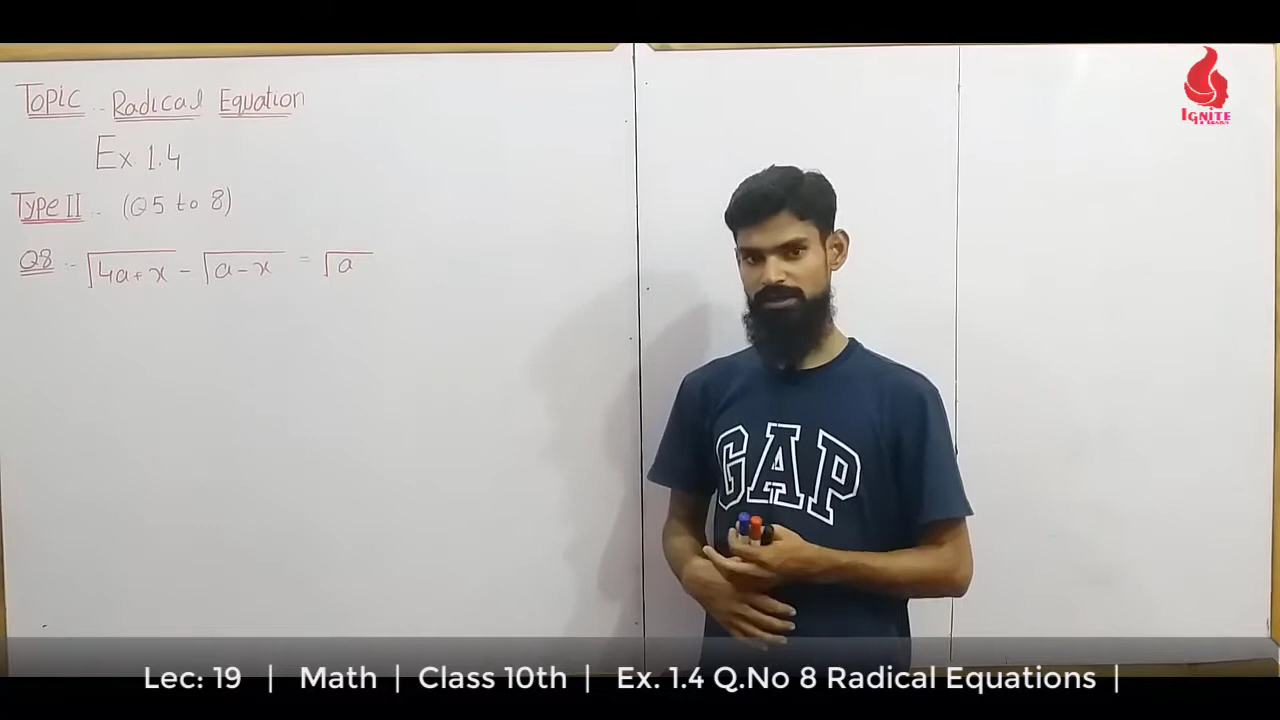 Topic :- Radical Equation
Ex 1.4
Type II :- (Q5 to 8)
Q8 :- √4a+x - √a-x = √a
IGNITE
GAP
Lec: 19 | Math | Class 10th | Ex. 1.4 Q.No 8 Radical Equations |